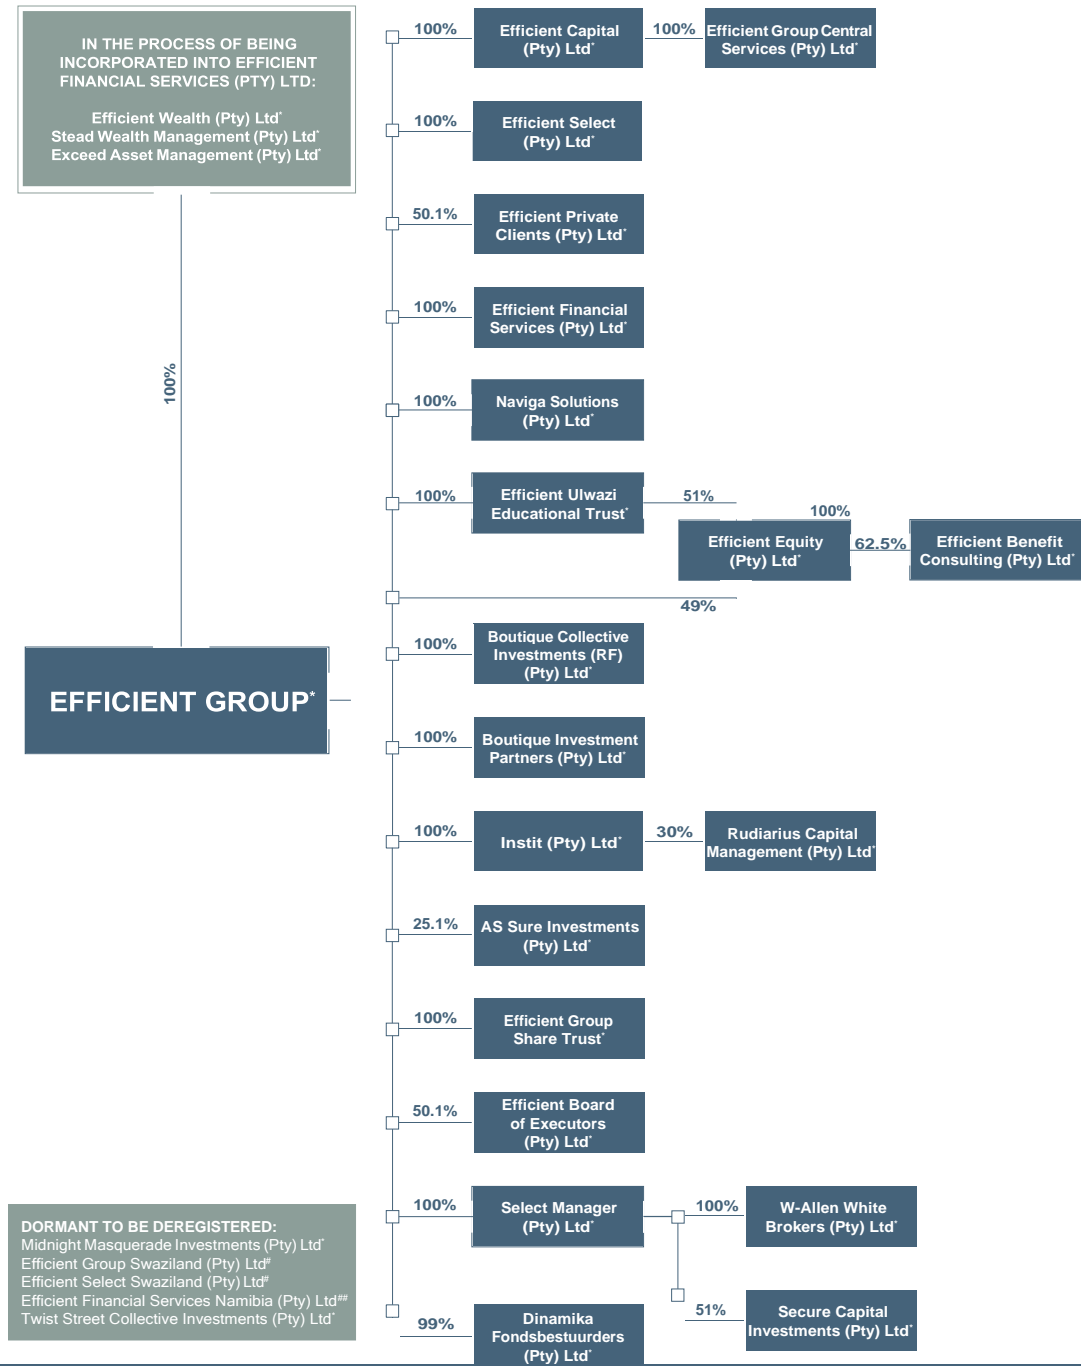 IN THE PROCESS OF BEING
INCORPORATED INTO EFFICIENT
FINANCIAL SERVICES (PTY) LTD:
Efficient Wealth (Pty) Ltd*
Stead Wealth Management (Pty) Ltd*
Exceed Asset Management (Pty) Ltd*
100%
EFFICIENT GROUP*
100%
Efficient Capital
(Pty) Ltd*
100%
Efficient Group Central
Services (Pty) Ltd*
100%
Efficient Select
(Pty) Ltd*
50.1%
Efficient Private
Clients (Pty) Ltd*
100%
Efficient Financial
Services (Pty) Ltd*
100%
Naviga Solutions
(Pty) Ltd*
100%
Efficient Ulwazi
Educational Trust*
51%
100%
Efficient Equity
(Pty) Ltd*
62.5%
Efficient Benefit
Consulting (Pty) Ltd*
49%
100%
Boutique Collective
Investments (RF)
(Pty) Ltd*
100%
Boutique Investment
Partners (Pty) Ltd*
100%
Instit (Pty) Ltd*
30%
Rudiarius Capital
Management (Pty) Ltd*
25.1%
AS Sure Investments
(Pty) Ltd*
100%
Efficient Group
Share Trust*
50.1%
Efficient Board
of Executors
(Pty) Ltd*
100%
Select Manager
(Pty) Ltd*
100%
W-Allen White
Brokers (Pty) Ltd*
51%
Secure Capital
Investments (Pty) Ltd*
99%
Dinamika
Fondsbestuurders
(Pty) Ltd*
DORMANT TO BE DEREGISTERED:
Midnight Masquerade Investments (Pty) Ltd*
Efficient Group Swaziland (Pty) Ltd#
Efficient Select Swaziland (Pty) Ltd#
Efficient Financial Services Namibia (Pty) Ltd##
Twist Street Collective Investments (Pty) Ltd*